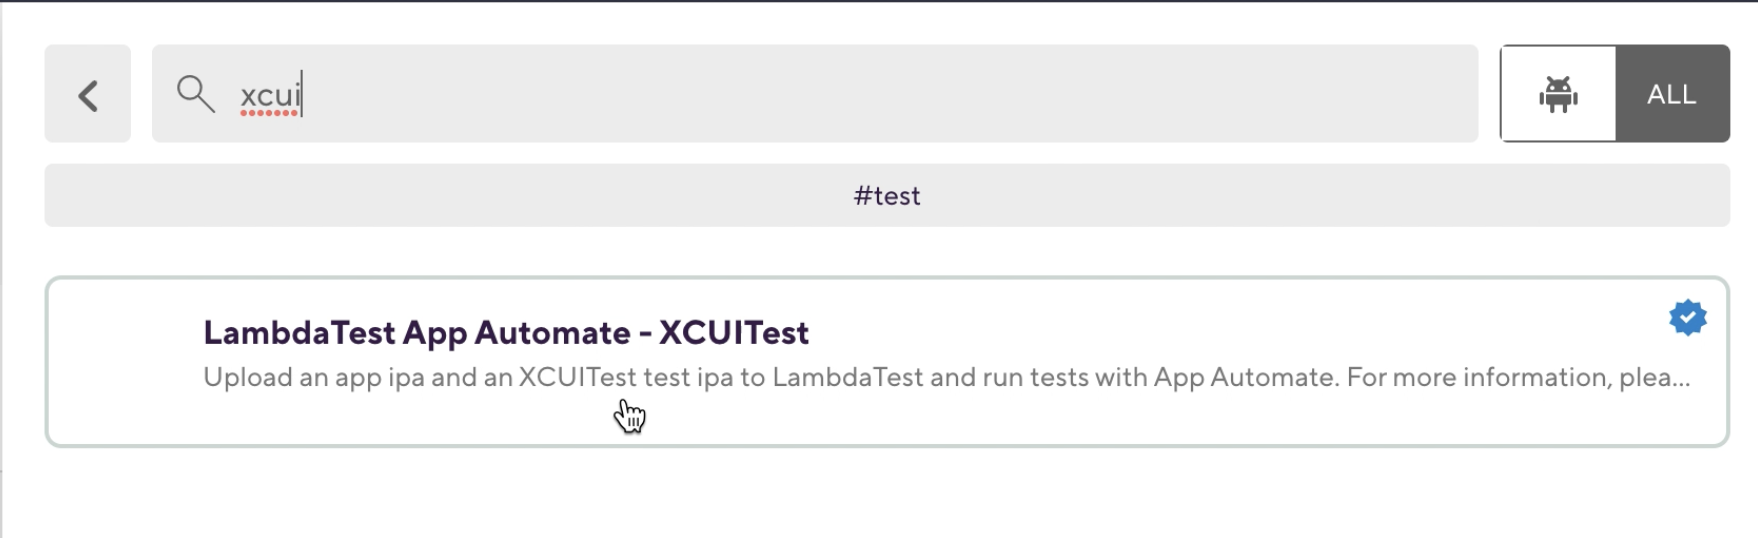 xcui
ALL
#test
LambdaTest App Automate - XCUITest
Upload an app ipa and an XCUITest test ipa to LambdaTest and run tests with App Automate. For more information, plea...